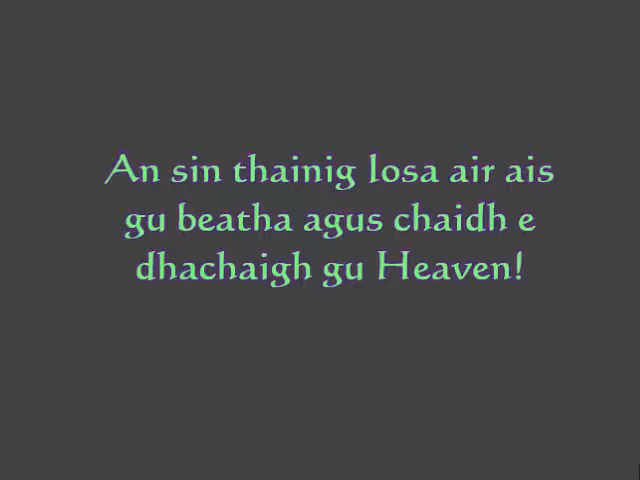 An sin thainig Iosa air ais
gu beatha agus chaidh e
dhachaigh gu Heaven!